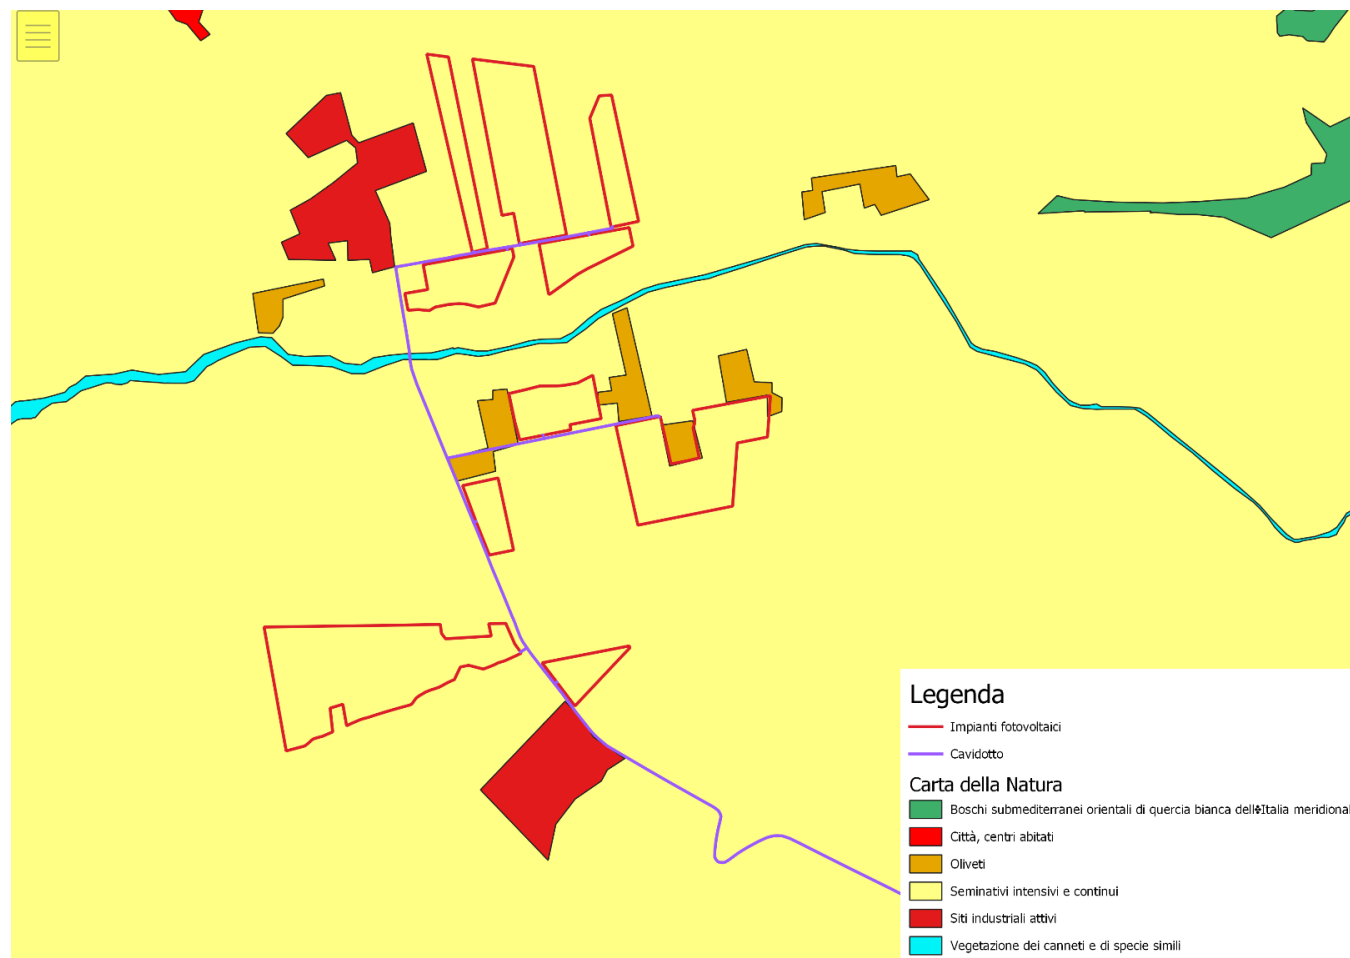 Legenda
Impianti fotovoltaici
Cavidotto
Carta della Natura
Boschi submediterranei orientali di quercia bianca dell�Italia meridional
Città, centri abitati
Oliveti
Seminativi intensivi e continui
Siti industriali attivi
Vegetazione dei canneti e di specie simili